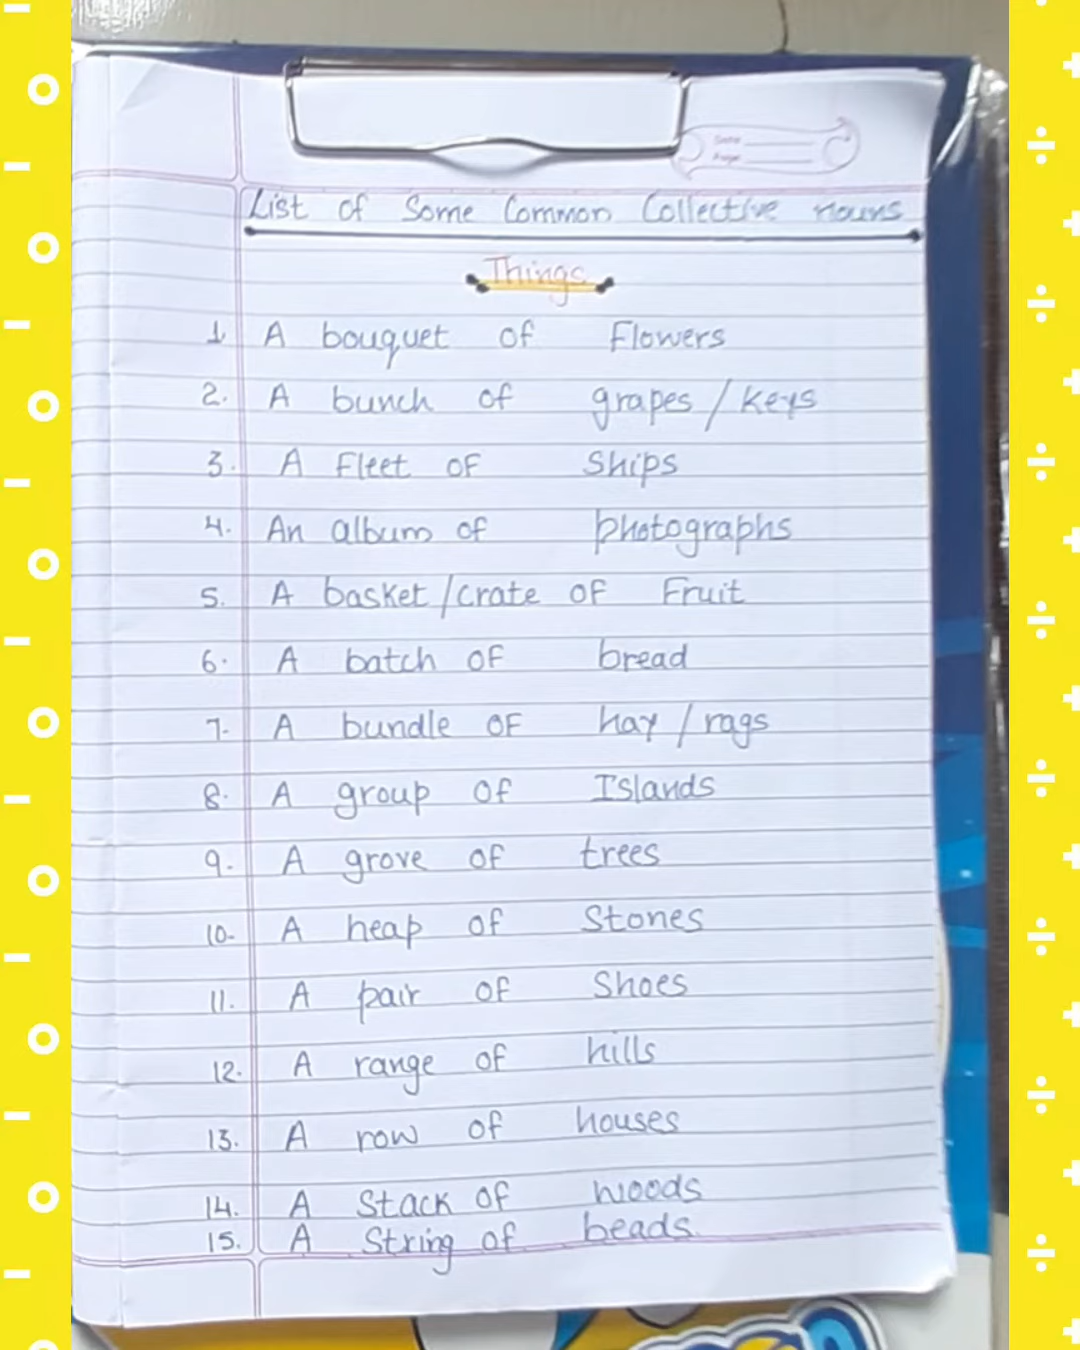 List of Some Common Collective nouns
Things
1 A bouquet of Flowers
2. A bunch of grapes / keys
3. A Fleet OF Ships
4. An album of photographs
5. A basket/crate OF Fruit
6. A batch OF bread
7. A bundle OF hay / rags
8. A group of Islands
9. A grove of trees
10- A heap of Stones
11. A pair of Shoes
12. A range of hills
13. A row of houses
14. A Stack of woods
15. A String of beads.